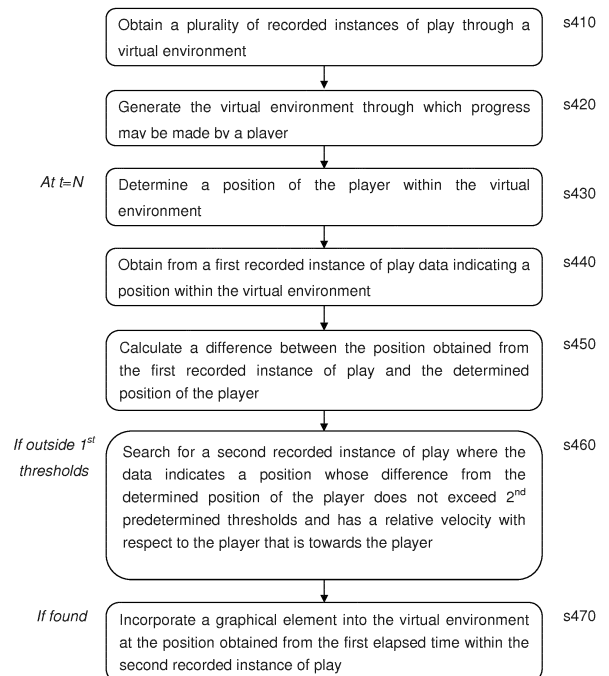 Obtain a plurality of recorded instances of play through a
virtual environment
s410
Generate the virtual environment through which progress
may be made by a player
s420
At t=N
Determine a position of the player within the virtual
environment
s430
Obtain from a first recorded instance of play data indicating a
position within the virtual environment
s440
Calculate a difference between the position obtained from
the first recorded instance of play and the determined
position of the player
s450
If outside 1st
thresholds
Search for a second recorded instance of play where the
data indicates a position whose difference from the
determined position of the player does not exceed 2nd
predetermined thresholds and has a relative velocity with
respect to the player that is towards the player
s460
If found
Incorporate a graphical element into the virtual environment
at the position obtained from the first elapsed time within the
second recorded instance of play
s470